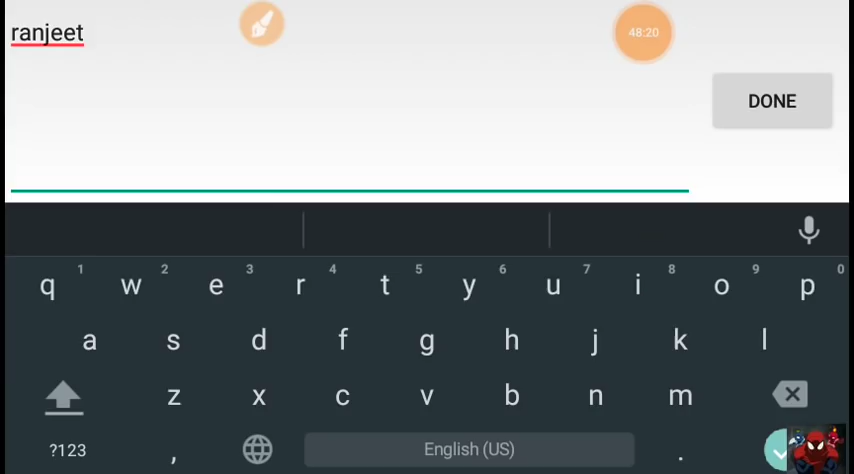 ranjeet
48:20
DONE
q 1 w 2 e 3 r 4 t 5 y 6 u 7 i 8 o 9 p 0
a s d f g h j k l
z x c v b n m
?123 , English (US) .